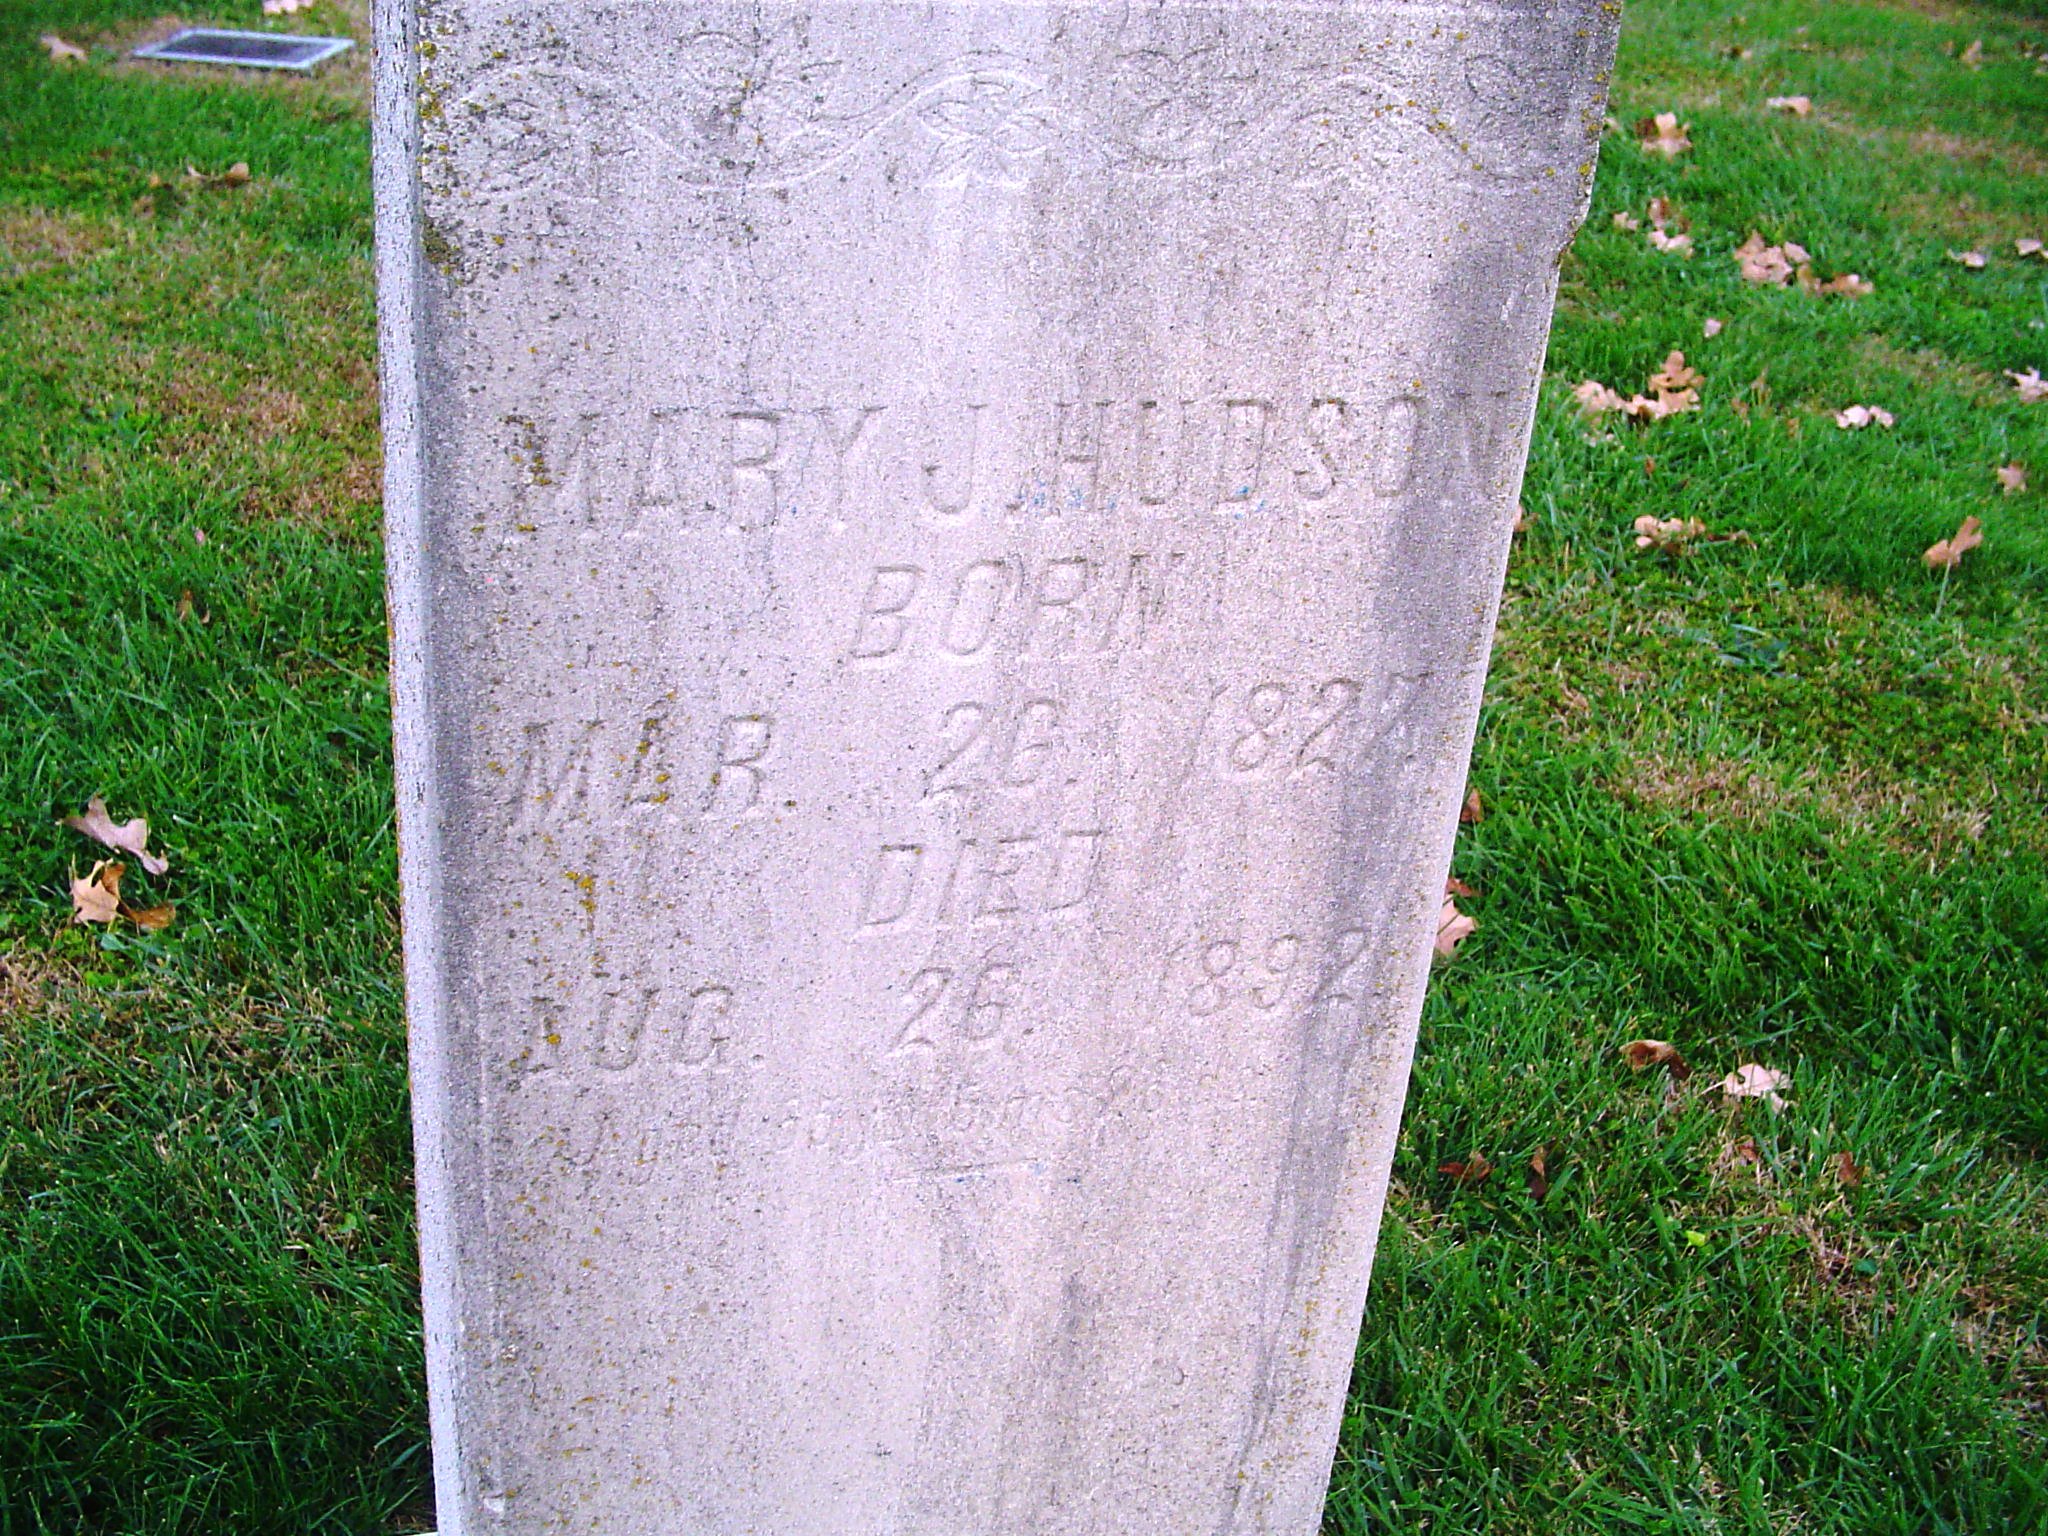 MARY J. HUDSON
BORN
MAR. 26. 1827
DIED
AUG. 26. 1892.